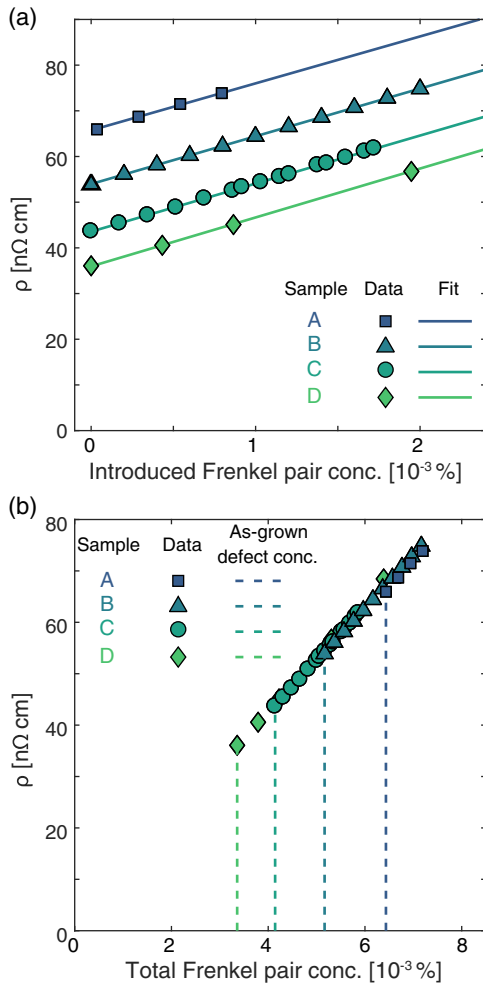 (a)
80
60
40
20
0
ρ [nΩ cm]
Sample Data Fit
A
B
C
D
0 1 2
Introduced Frenkel pair conc. [10⁻³ %]
(b)
80
60
40
20
0
ρ [nΩ cm]
As-grown
Sample Data defect conc.
A
B
C
D
0 2 4 6 8
Total Frenkel pair conc. [10⁻³ %]